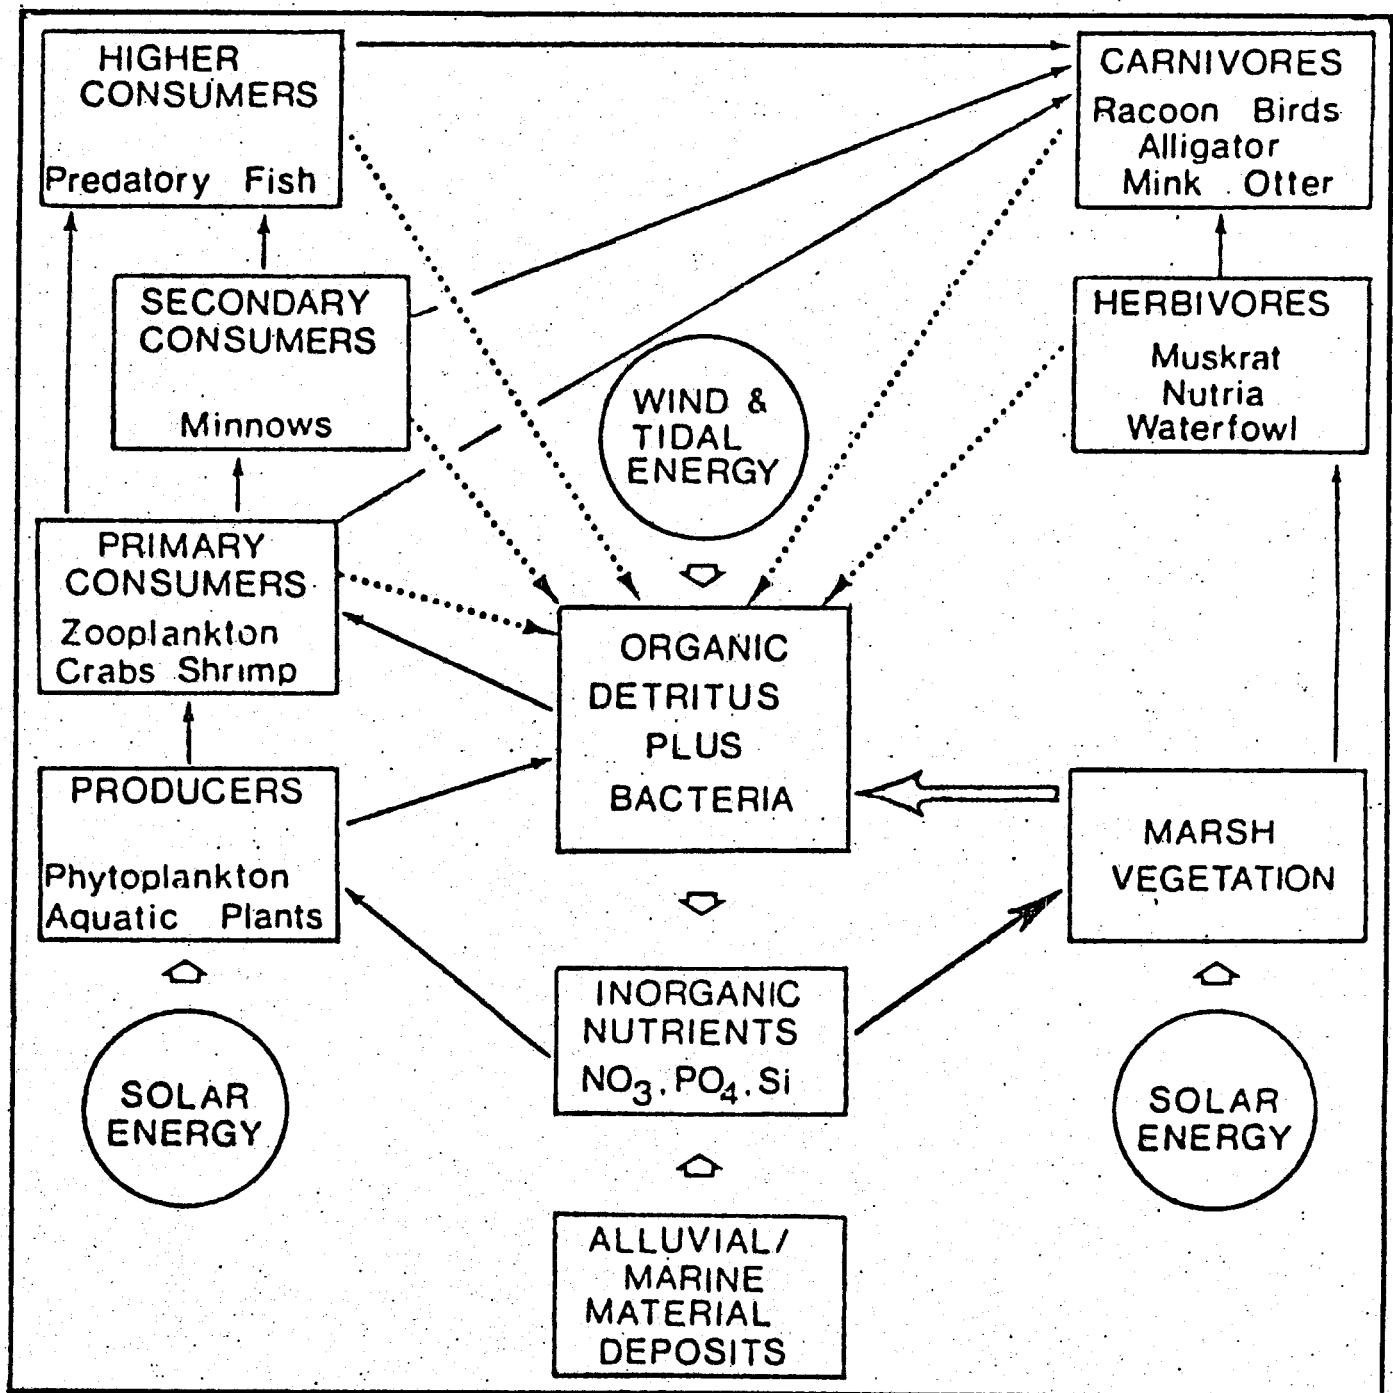 HIGHER
CONSUMERS
Predatory Fish
CARNIVORES
Racoon Birds
Alligator
Mink Otter
SECONDARY
CONSUMERS
Minnows
WIND &
TIDAL
ENERGY
HERBIVORES
Muskrat
Nutria
Waterfowl
PRIMARY
CONSUMERS
Zooplankton
Crabs Shrimp
ORGANIC
DETRITUS
PLUS
BACTERIA
PRODUCERS
Phytoplankton
Aquatic Plants
MARSH
VEGETATION
INORGANIC
NUTRIENTS
NO3, PO4, Si
SOLAR
ENERGY
SOLAR
ENERGY
ALLUVIAL/
MARINE
MATERIAL
DEPOSITS